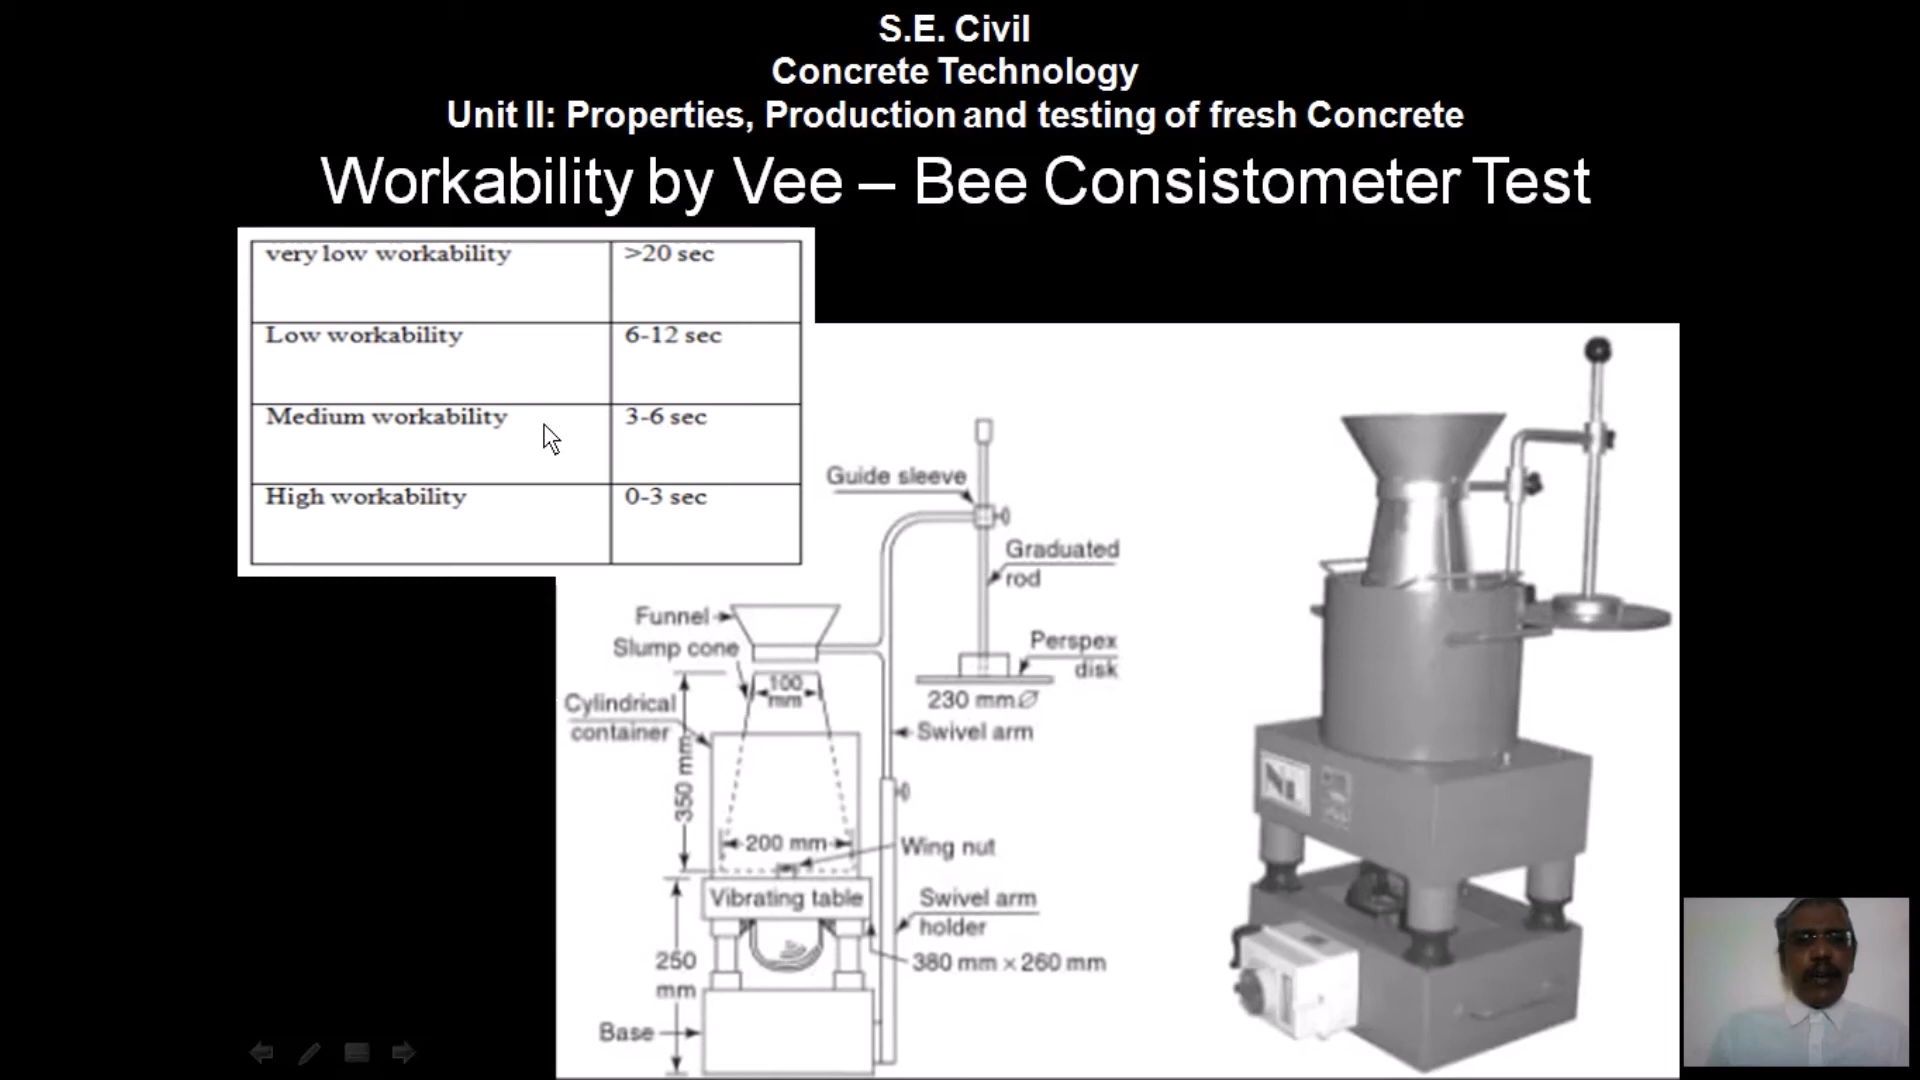 S.E. Civil
Concrete Technology
Unit II: Properties, Production and testing of fresh Concrete
Workability by Vee – Bee Consistometer Test
very low workability >20 sec
Low workability 6-12 sec
Medium workability 3-6 sec
High workability 0-3 sec
Guide sleeve
Graduated
rod
Funnel
Slump cone
Perspex
disk
100
mm
230 mm Ø
Cylindrical
container
Swivel arm
350 mm
200 mm
Wing nut
Vibrating table
Swivel arm
holder
250
mm
380 mm × 260 mm
Base